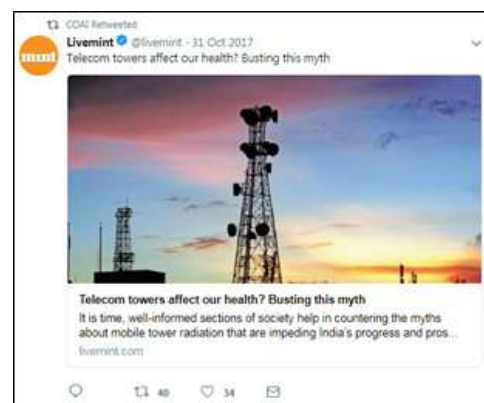 COAI Retweeted
Livemint @livemint · 31 Oct 2017
Telecom towers affect our health? Busting this myth
mint
Telecom towers affect our health? Busting this myth
It is time, well-informed sections of society help in countering the myths
about mobile tower radiation that are impeding India's progress and pros...
livemint.com
40 34